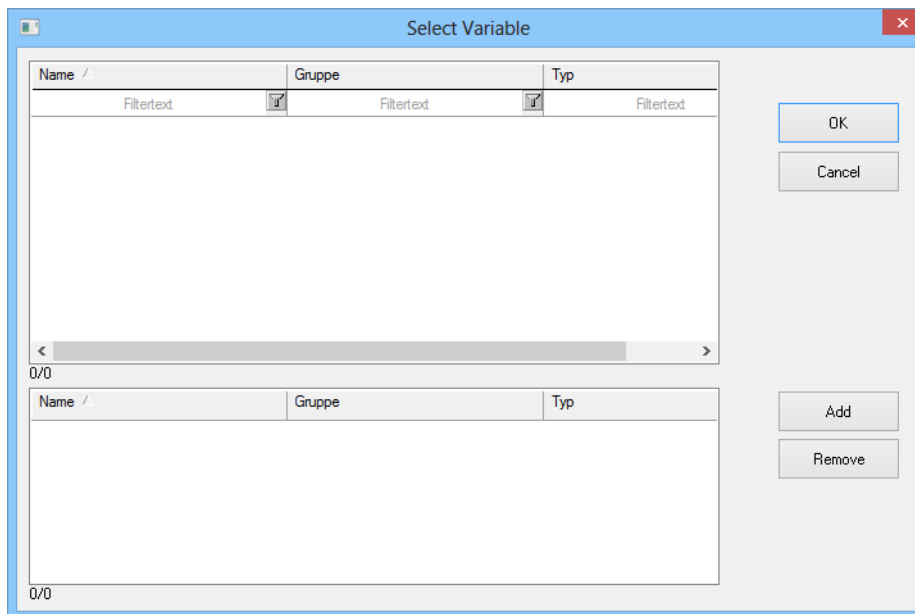 Select Variable
Name Gruppe Typ
Filtertext Filtertext Filtertext
OK
Cancel
0/0
Name Gruppe Typ
Add
Remove
0/0